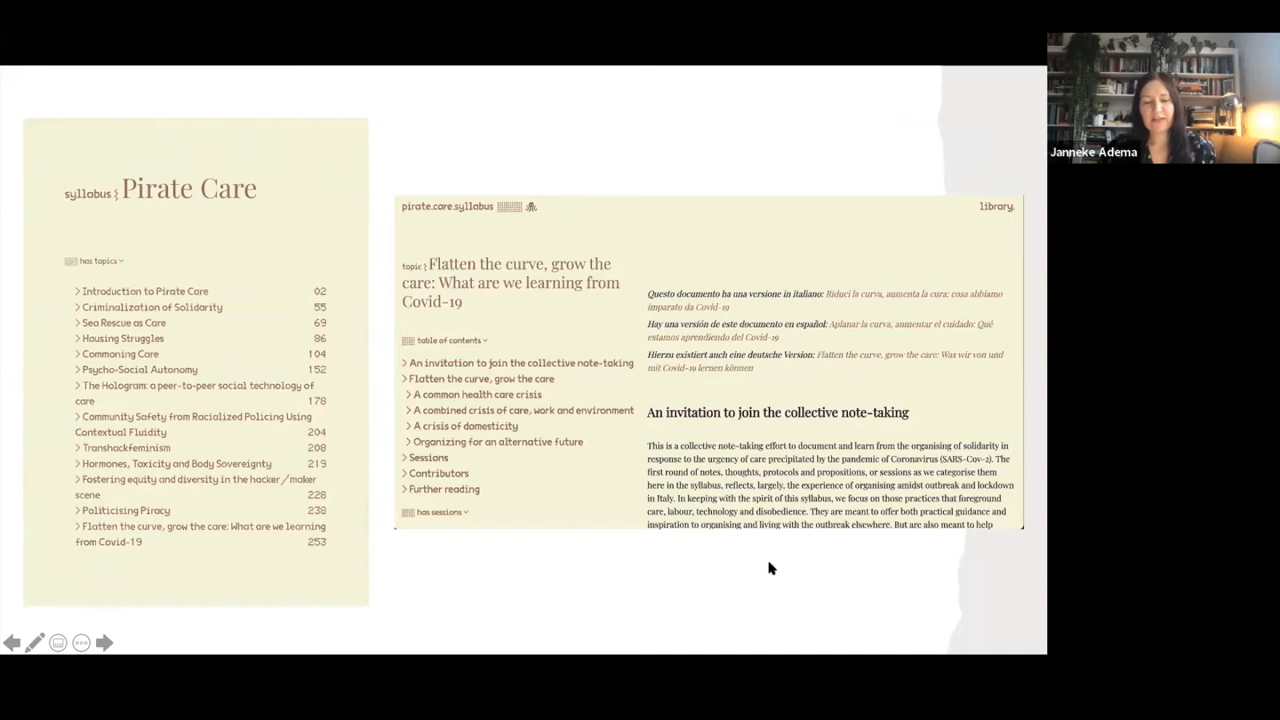 syllabus Pirate Care
has topics
Introduction to Pirate Care 02
Criminalization of Solidarity 55
Sea Rescue as Care 69
Housing Struggles 86
Commoning Care 104
Psycho-Social Autonomy 152
The Hologram: a peer-to-peer social technology of
care 178
Community Safety from Racialized Policing Using
Contextual Fluidity 204
Transhackfeminism 208
Hormones, Toxicity and Body Sovereignty 219
Fostering equity and diversity in the hacker/maker
scene 228
Politicising Piracy 238
Flatten the curve, grow the care: What are we learning
from Covid-19 253
pirate.care.syllabus
library.
topic Flatten the curve, grow the
care: What are we learning from
Covid-19
table of contents
An invitation to join the collective note-taking
Flatten the curve, grow the care
A common health care crisis
A combined crisis of care, work and environment
A crisis of domesticity
Organizing for an alternative future
Sessions
Contributors
Further reading
has sessions
Questo documento ha una versione in italiano: Riduci la curva, aumenta la cura: cosa abbiamo
imparato da Covid-19
Hay una versión de este documento en español: Aplanar la curva, aumentar el cuidado: Qué
estamos aprendiendo del Covid-19
Hierzu existiert auch eine deutsche Version: Flatten the curve, grow the care: Was wir von und
mit Covid-19 lernen können
An invitation to join the collective note-taking
This is a collective note-taking effort to document and learn from the organising of solidarity in
response to the urgency of care precipitated by the pandemic of Coronavirus (SARS-Cov-2). The
first round of notes, thoughts, protocols and propositions, or sessions as we categorise them
here in the syllabus, reflects, largely, the experience of organising amidst outbreak and lockdown
in Italy. In keeping with the spirit of this syllabus, we focus on those practices that foreground
care, labour, technology and disobedience. They are meant to offer both practical guidance and
inspiration to organising and living with the outbreak elsewhere. But are also meant to help
Janneke Adema